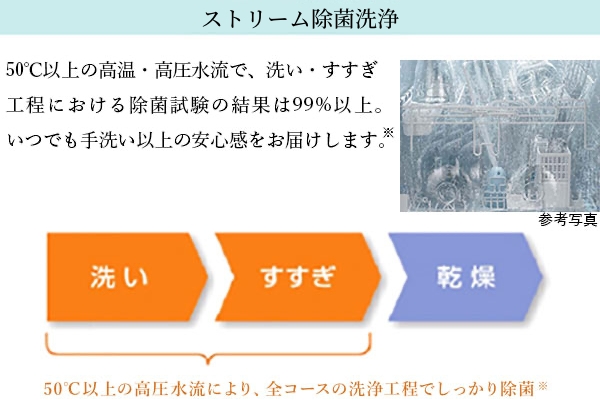 ストリーム除菌洗浄
50℃以上の高温・高圧水流で、洗い・すすぎ
工程における除菌試験の結果は99%以上。
いつでも手洗い以上の安心感をお届けします。※
参考写真
洗い
すすぎ
乾燥
50℃以上の高圧水流により、全コースの洗浄工程でしっかり除菌※